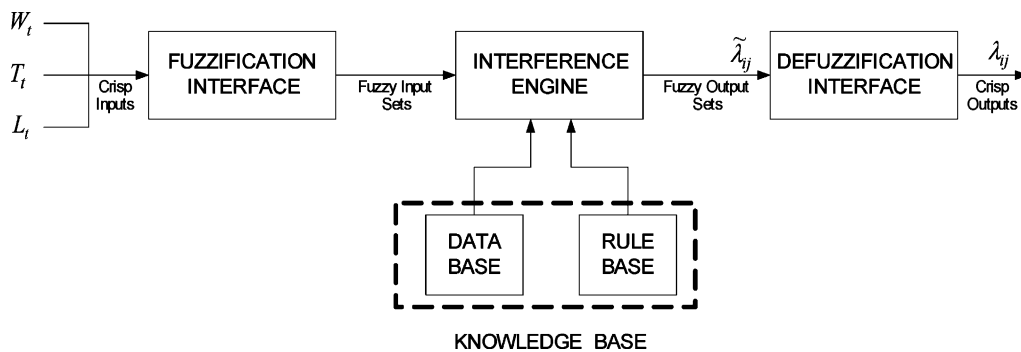 W_t
T_t
L_t
Crisp
Inputs
FUZZIFICATION
INTERFACE
Fuzzy Input
Sets
INTERFERENCE
ENGINE
λ̃_ij
Fuzzy Output
Sets
DEFUZZIFICATION
INTERFACE
λ_ij
Crisp
Outputs
DATA
BASE
RULE
BASE
KNOWLEDGE BASE